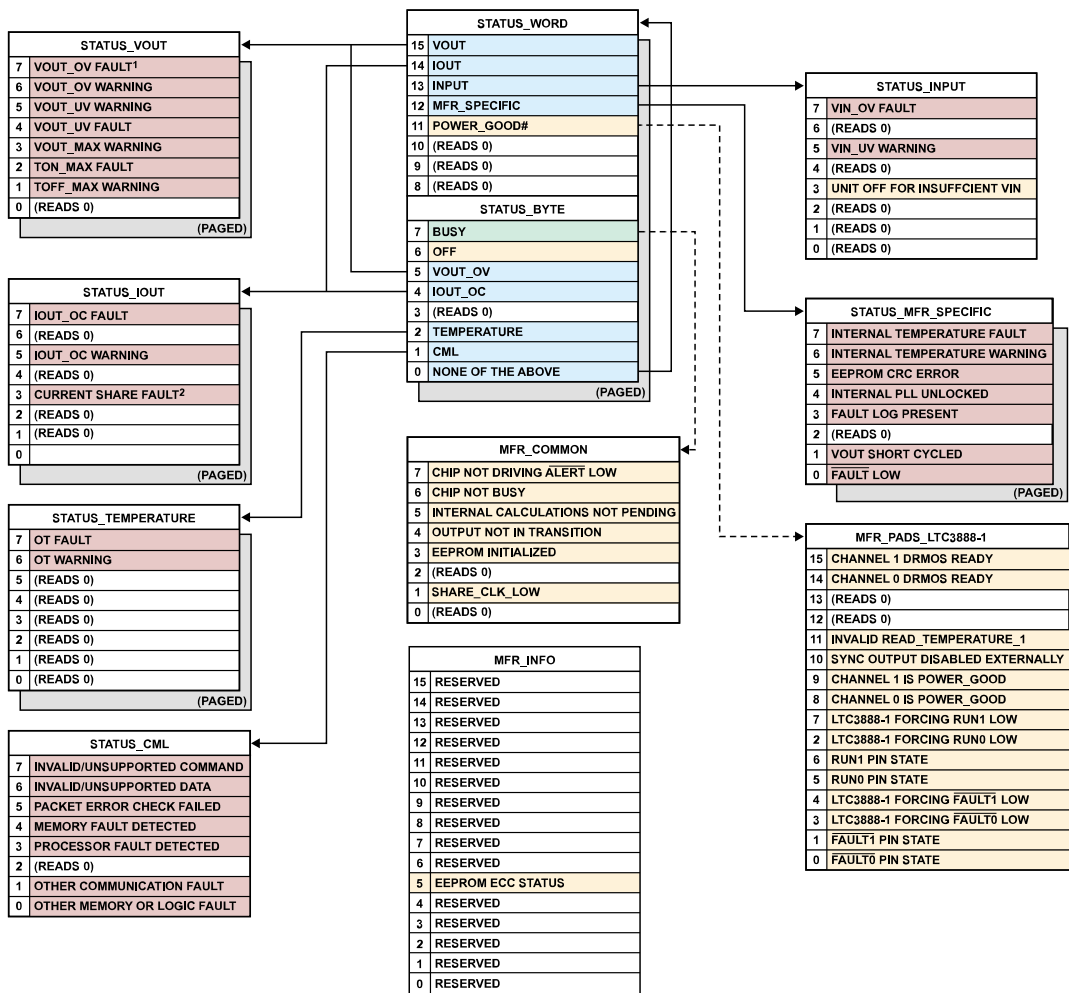 STATUS_VOUT
7 VOUT_OV FAULT¹
6 VOUT_OV WARNING
5 VOUT_UV WARNING
4 VOUT_UV FAULT
3 VOUT_MAX WARNING
2 TON_MAX FAULT
1 TOFF_MAX WARNING
0 (READS 0)
(PAGED)
STATUS_IOUT
7 IOUT_OC FAULT
6 (READS 0)
5 IOUT_OC WARNING
4 (READS 0)
3 CURRENT SHARE FAULT²
2 (READS 0)
1 (READS 0)
0
(PAGED)
STATUS_TEMPERATURE
7 OT FAULT
6 OT WARNING
5 (READS 0)
4 (READS 0)
3 (READS 0)
2 (READS 0)
1 (READS 0)
0 (READS 0)
(PAGED)
STATUS_CML
7 INVALID/UNSUPPORTED COMMAND
6 INVALID/UNSUPPORTED DATA
5 PACKET ERROR CHECK FAILED
4 MEMORY FAULT DETECTED
3 PROCESSOR FAULT DETECTED
2 (READS 0)
1 OTHER COMMUNICATION FAULT
0 OTHER MEMORY OR LOGIC FAULT
STATUS_WORD
15 VOUT
14 IOUT
13 INPUT
12 MFR_SPECIFIC
11 POWER_GOOD#
10 (READS 0)
9 (READS 0)
8 (READS 0)
STATUS_BYTE
7 BUSY
6 OFF
5 VOUT_OV
4 IOUT_OC
3 (READS 0)
2 TEMPERATURE
1 CML
0 NONE OF THE ABOVE
(PAGED)
MFR_COMMON
7 CHIP NOT DRIVING ALERT LOW
6 CHIP NOT BUSY
5 INTERNAL CALCULATIONS NOT PENDING
4 OUTPUT NOT IN TRANSITION
3 EEPROM INITIALIZED
2 (READS 0)
1 SHARE_CLK_LOW
0 (READS 0)
MFR_INFO
15 RESERVED
14 RESERVED
13 RESERVED
12 RESERVED
11 RESERVED
10 RESERVED
9 RESERVED
8 RESERVED
7 RESERVED
6 RESERVED
5 EEPROM ECC STATUS
4 RESERVED
3 RESERVED
2 RESERVED
1 RESERVED
0 RESERVED
STATUS_INPUT
7 VIN_OV FAULT
6 (READS 0)
5 VIN_UV WARNING
4 (READS 0)
3 UNIT OFF FOR INSUFFCIENT VIN
2 (READS 0)
1 (READS 0)
0 (READS 0)
STATUS_MFR_SPECIFIC
7 INTERNAL TEMPERATURE FAULT
6 INTERNAL TEMPERATURE WARNING
5 EEPROM CRC ERROR
4 INTERNAL PLL UNLOCKED
3 FAULT LOG PRESENT
2 (READS 0)
1 VOUT SHORT CYCLED
0 FAULT LOW
(PAGED)
MFR_PADS_LTC3888-1
15 CHANNEL 1 DRMOS READY
14 CHANNEL 0 DRMOS READY
13 (READS 0)
12 (READS 0)
11 INVALID READ_TEMPERATURE_1
10 SYNC OUTPUT DISABLED EXTERNALLY
9 CHANNEL 1 IS POWER_GOOD
8 CHANNEL 0 IS POWER_GOOD
7 LTC3888-1 FORCING RUN1 LOW
2 LTC3888-1 FORCING RUN0 LOW
6 RUN1 PIN STATE
5 RUN0 PIN STATE
4 LTC3888-1 FORCING FAULT1 LOW
3 LTC3888-1 FORCING FAULT0 LOW
1 FAULT1 PIN STATE
0 FAULT0 PIN STATE